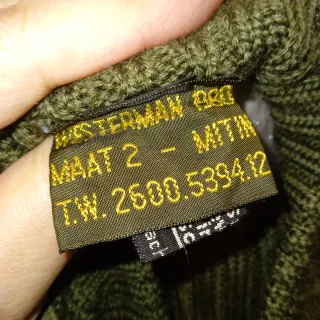 WESTERMAN
MAAT 2 - MITIN
T.W. 2600.5394.12